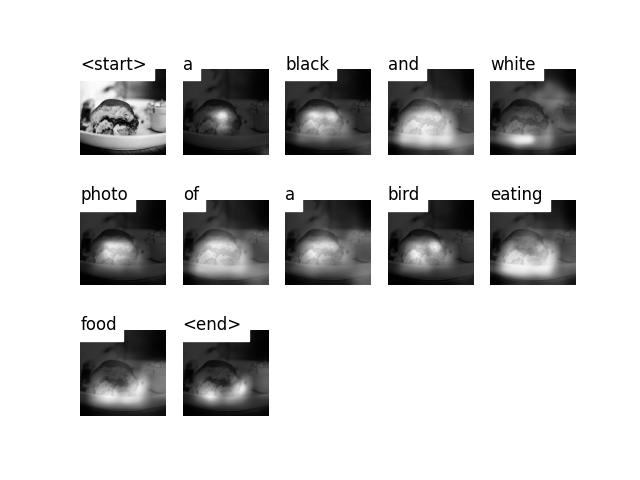 <start> a black and white
photo of a bird eating
food <end>